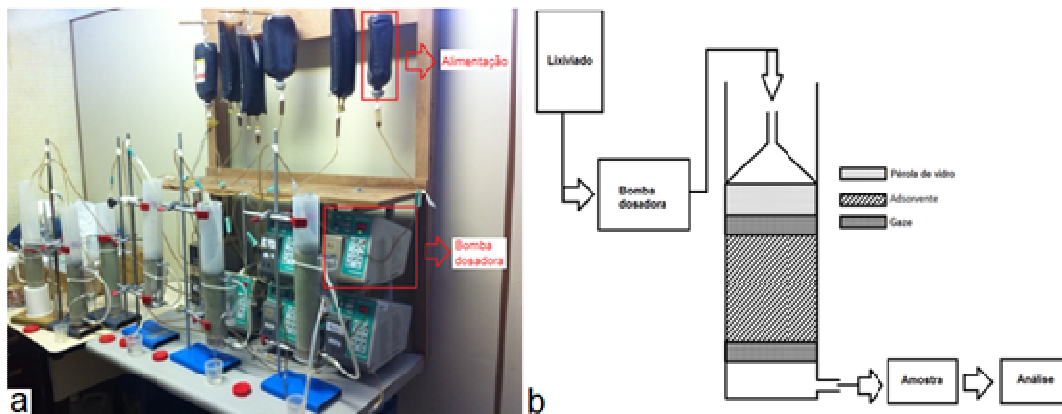 Alimentação
Bomba
dosadora
a
Lixiviado
Bomba
dosadora
Pérola de vidro
Adsorvente
Gaze
Amostra
Análise
b